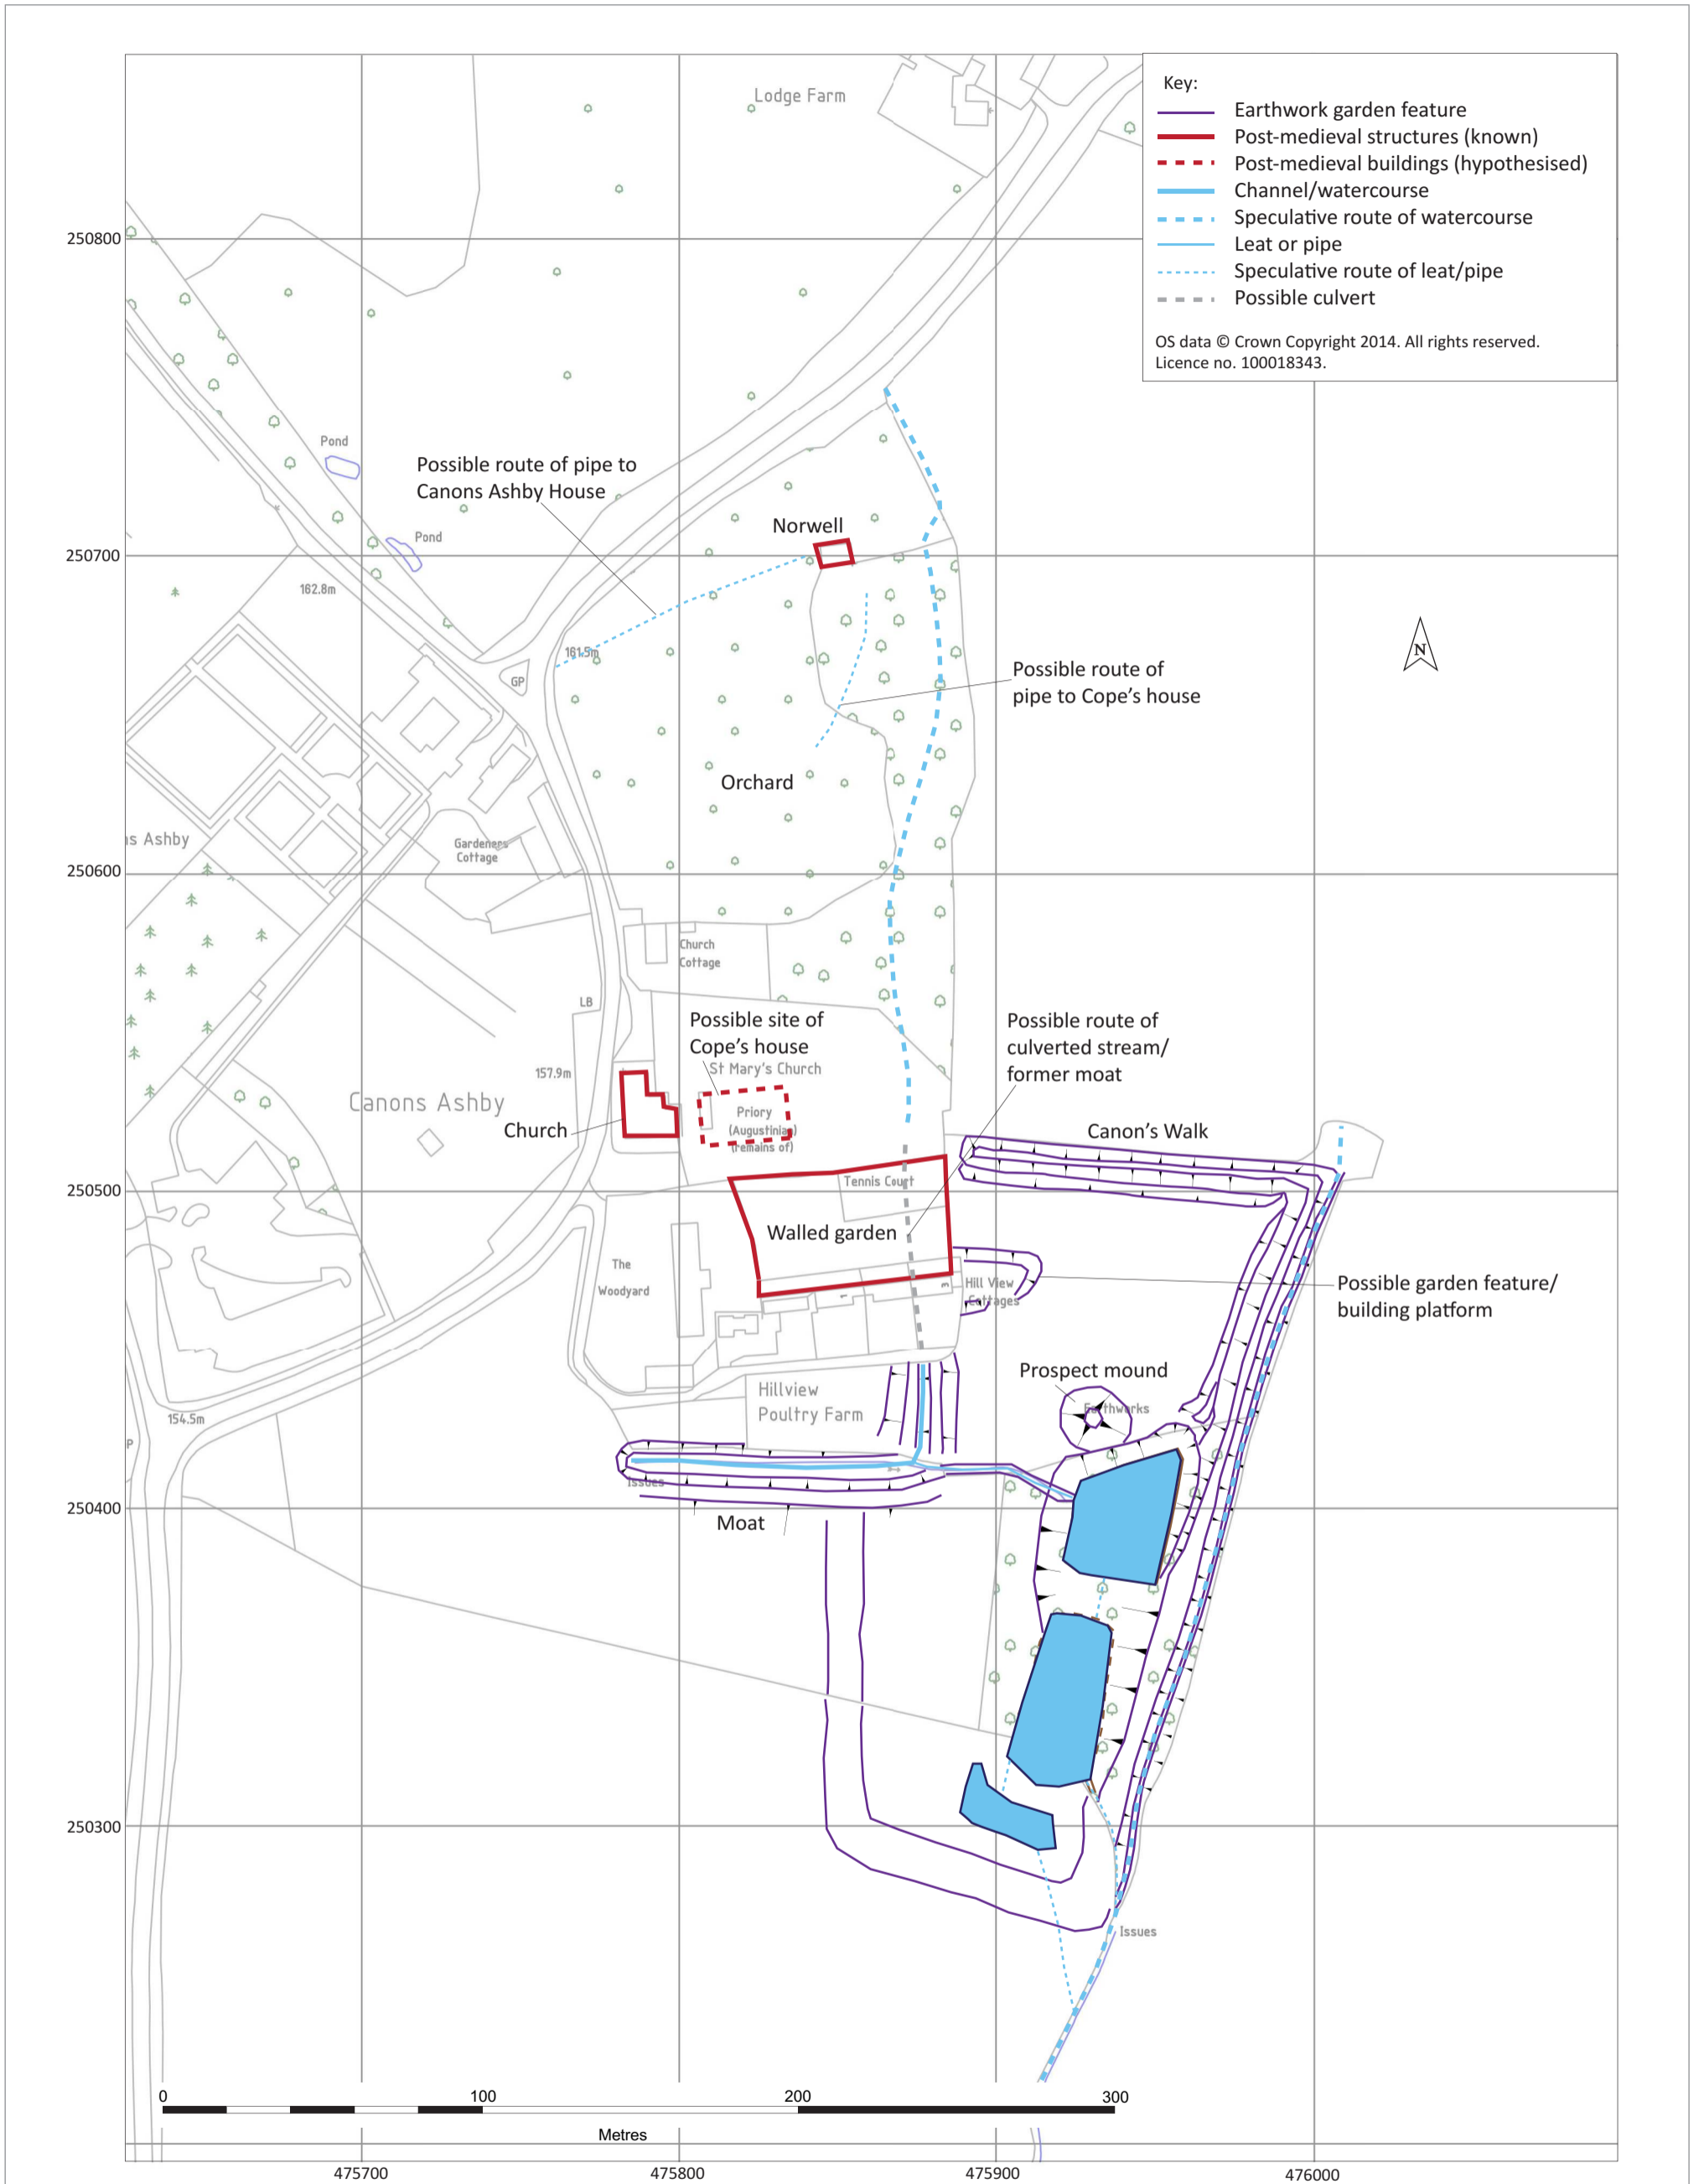 Key:
Earthwork garden feature
Post-medieval structures (known)
Post-medieval buildings (hypothesised)
Channel/watercourse
Speculative route of watercourse
Leat or pipe
Speculative route of leat/pipe
Possible culvert
OS data © Crown Copyright 2014. All rights reserved.
Licence no. 100018343.
Lodge Farm
250800
Pond
Possible route of pipe to
Canons Ashby House
Norwell
Pond
250700
162.8m
161.5m
GP
N
Possible route of
pipe to Cope's house
Orchard
ns Ashby
Gardeners
Cottage
250600
Church
Cottage
LB
Possible site of
Cope's house
St Mary's Church
Possible route of
culverted stream/
former moat
157.9m
Canons Ashby
Church
Priory
(Augustinian)
(remains of)
Canon's Walk
250500
Tennis Court
Walled garden
The
Woodyard
1
3
Hill View
Cottages
Possible garden feature/
building platform
Prospect mound
Earthworks
Hillview
Poultry Farm
154.5m
P
Issues
250400
Moat
250300
Issues
0 100 200 300
Metres
475700 475800 475900 476000